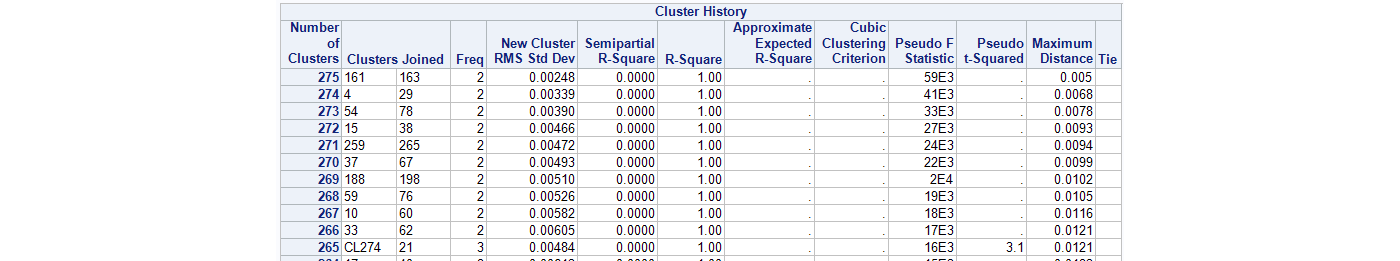 Cluster History
Number of Clusters Clusters Joined Freq New Cluster RMS Std Dev Semipartial R-Square R-Square Approximate Expected R-Square Cubic Clustering Criterion Pseudo F Statistic Pseudo t-Squared Maximum Distance Tie
275 161 163 2 0.00248 0.0000 1.00 . . 59E3 . 0.005
274 4 29 2 0.00339 0.0000 1.00 . . 41E3 . 0.0068
273 54 78 2 0.00390 0.0000 1.00 . . 33E3 . 0.0078
272 15 38 2 0.00466 0.0000 1.00 . . 27E3 . 0.0093
271 259 265 2 0.00472 0.0000 1.00 . . 24E3 . 0.0094
270 37 67 2 0.00493 0.0000 1.00 . . 22E3 . 0.0099
269 188 198 2 0.00510 0.0000 1.00 . . 2E4 . 0.0102
268 59 76 2 0.00526 0.0000 1.00 . . 19E3 . 0.0105
267 10 60 2 0.00582 0.0000 1.00 . . 18E3 . 0.0116
266 33 62 2 0.00605 0.0000 1.00 . . 17E3 . 0.0121
265 CL274 21 3 0.00484 0.0000 1.00 . . 16E3 3.1 0.0121